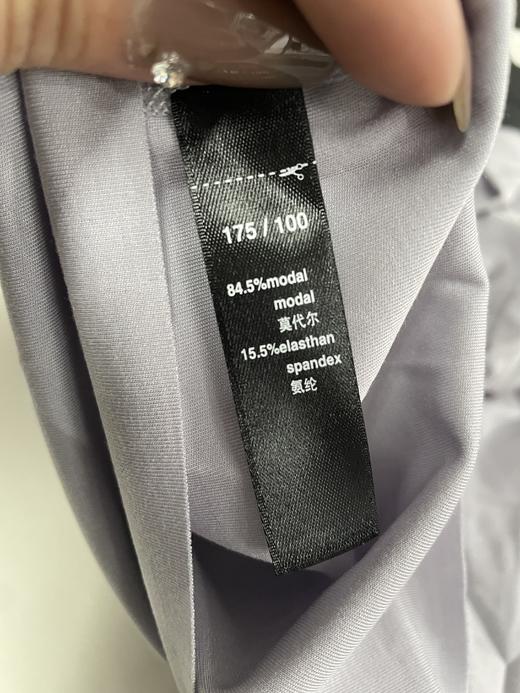 175 / 100
84.5%modal
modal
莫代尔
15.5%elasthan
spandex
氨纶